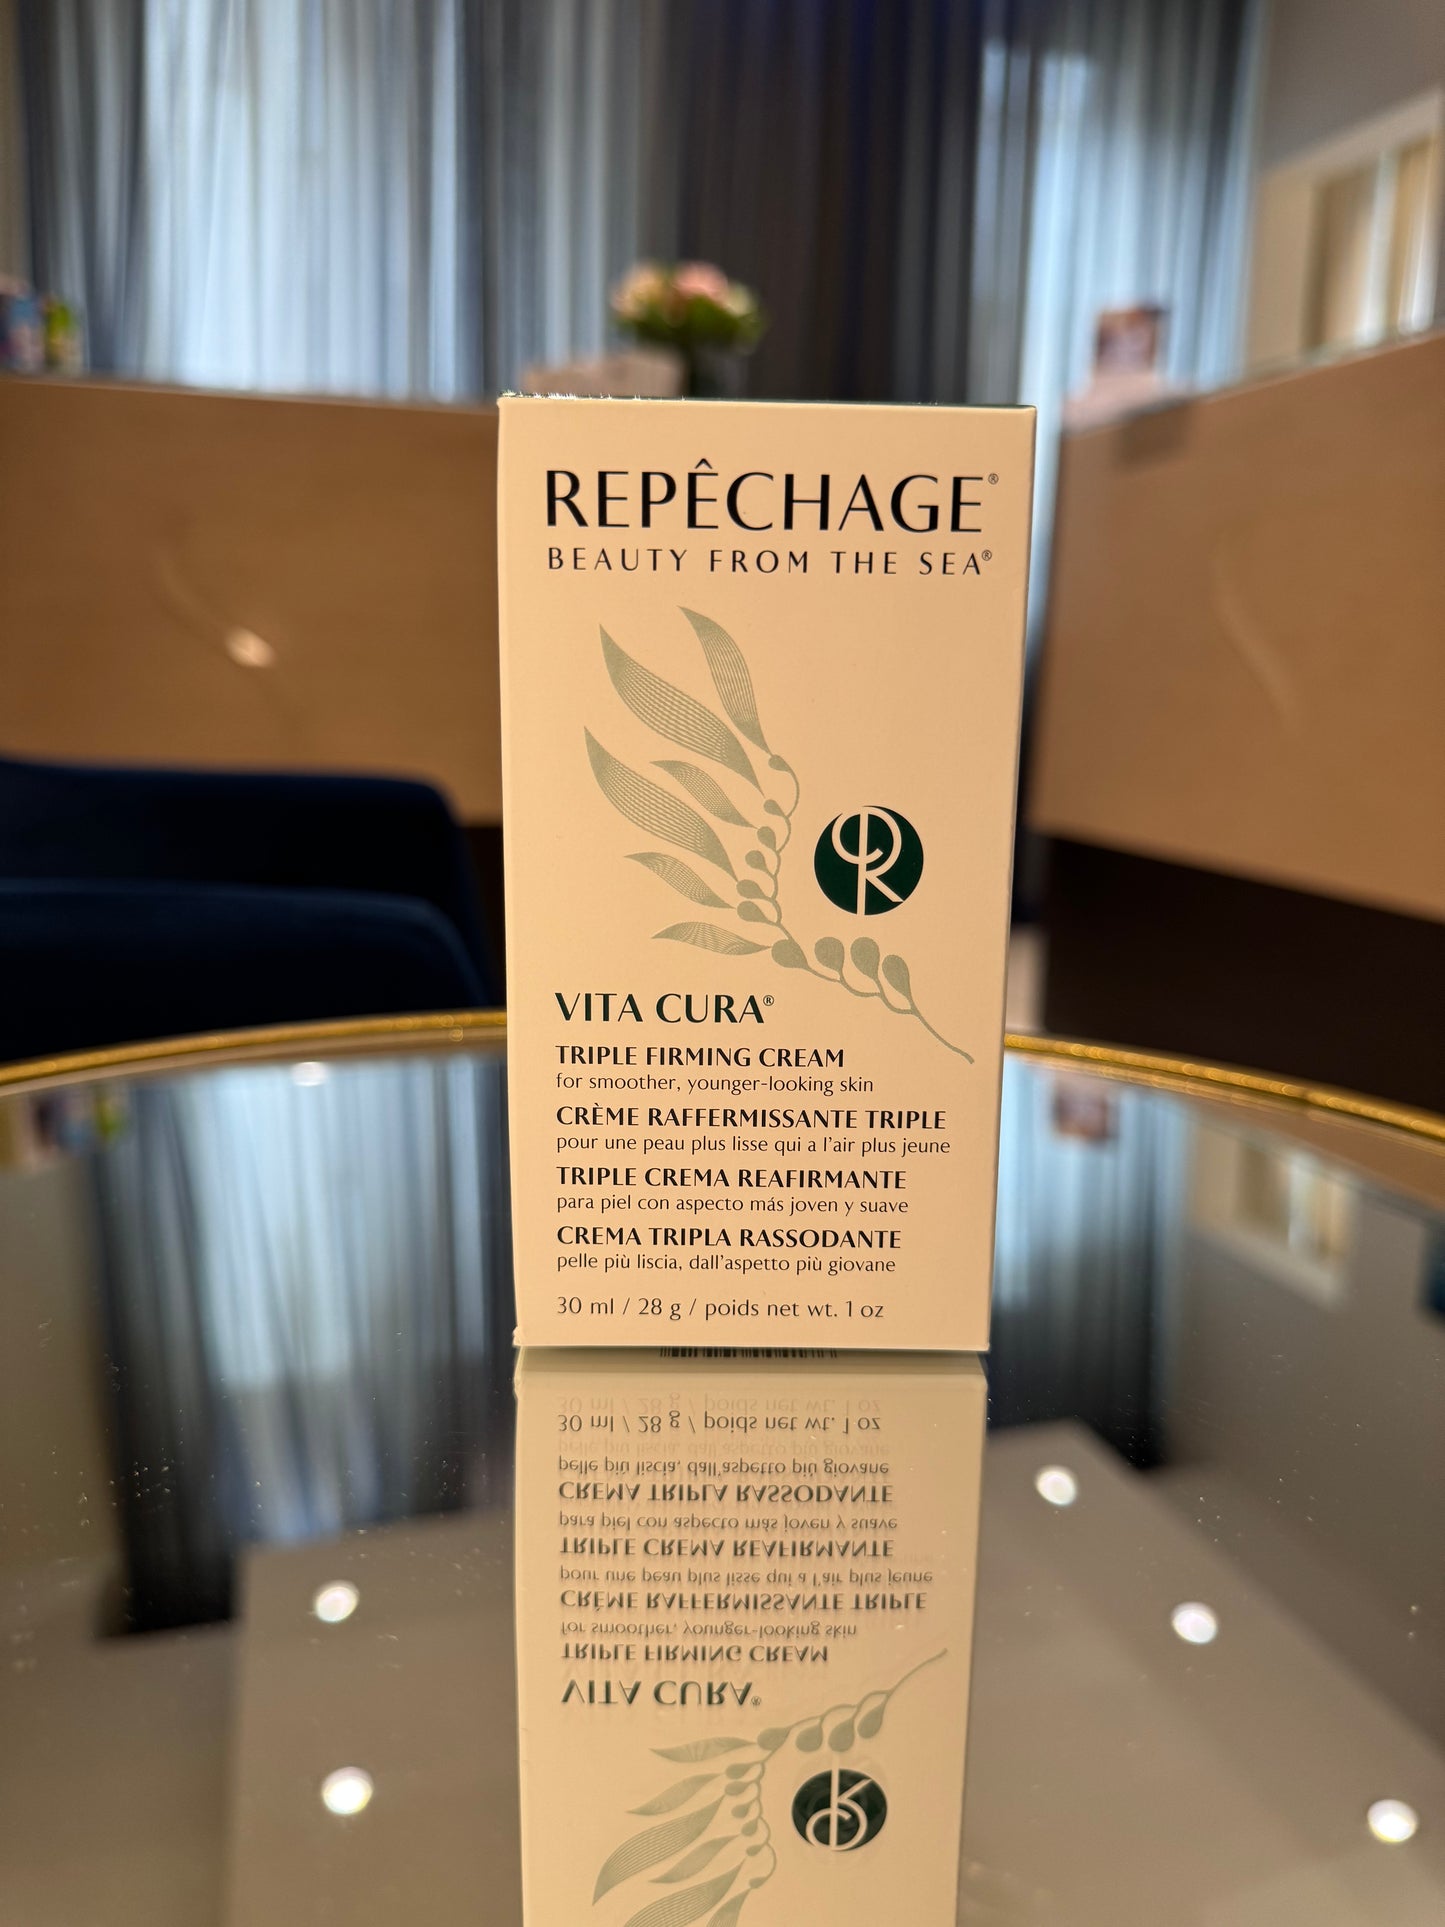 REPÊCHAGE®
BEAUTY FROM THE SEA®
VITA CURA®
TRIPLE FIRMING CREAM
for smoother, younger-looking skin
CRÈME RAFFERMISSANTE TRIPLE
pour une peau plus lisse qui a l'air plus jeune
TRIPLE CREMA REAFIRMANTE
para piel con aspecto más joven y suave
CREMA TRIPLA RASSODANTE
pelle più liscia, dall'aspetto più giovane
30 ml / 28 g / poids net wt. 1 oz